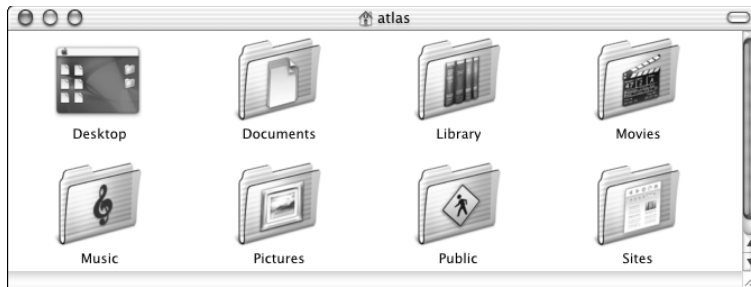 atlas
Desktop Documents Library Movies
Music Pictures Public Sites